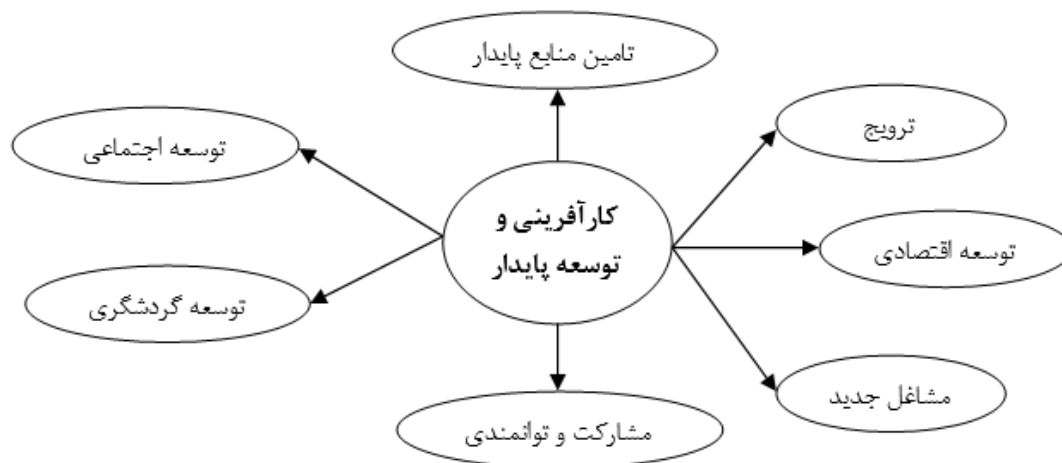 تامین منابع پایدار
ترویج
توسعه اجتماعی
کارآفرینی و
توسعه پایدار
توسعه اقتصادی
توسعه گردشگری
مشاغل جدید
مشارکت و توانمندی